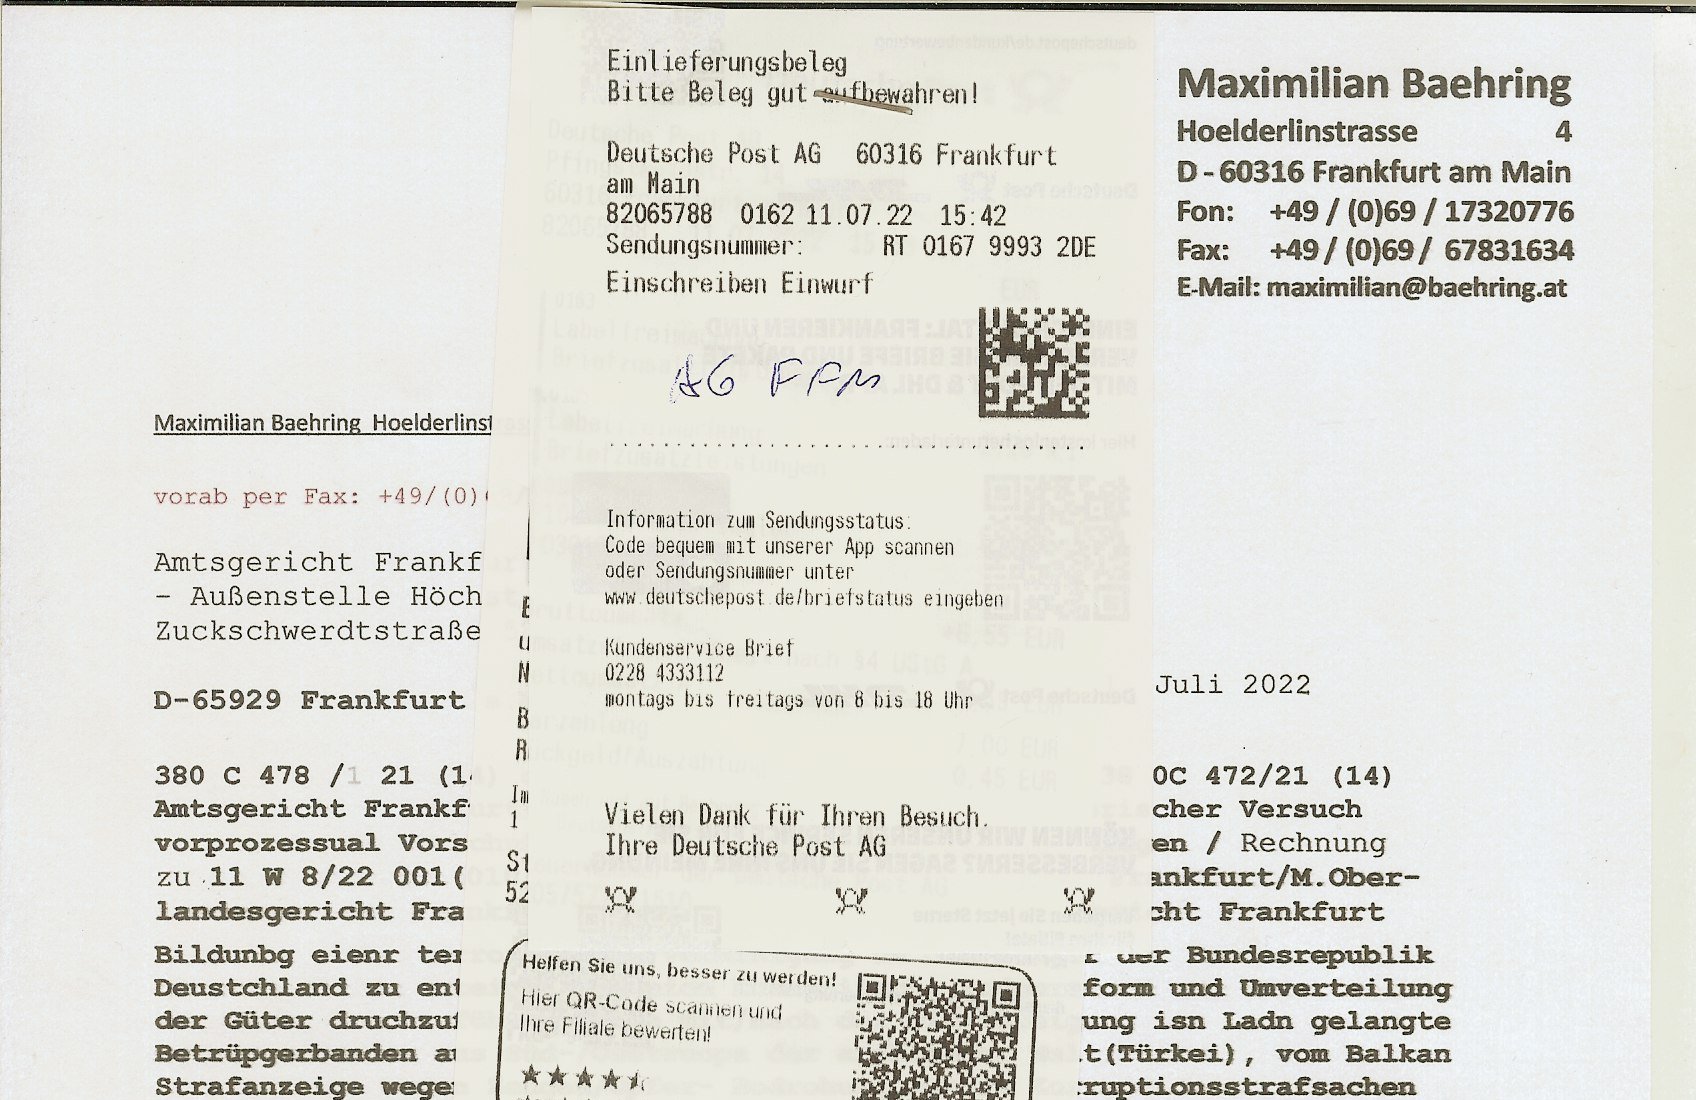 Einlieferungsbeleg
Bitte Beleg gut aufbewahren!
Deutsche Post AG 60316 Frankfurt
am Main
82065788 0162 11.07.22 15:42
Sendungsnummer: RT 0167 9993 2DE
Einschreiben Einwurf
AG FFM
Information zum Sendungsstatus:
Code bequem mit unserer App scannen
oder Sendungsnummer unter
www.deutschepost.de/briefstatus eingeben
Kundenservice Brief
0228 4333112
montags bis freitags von 8 bis 18 Uhr
Vielen Dank für Ihren Besuch.
Ihre Deutsche Post AG
Helfen Sie uns, besser zu werden!
Hier QR-Code scannen und
Ihre Filiale bewerten!
Maximilian Baehring
Hoelderlinstrasse 4
D - 60316 Frankfurt am Main
Fon: +49 / (0)69 / 17320776
Fax: +49 / (0)69 / 67831634
E-Mail: maximilian@baehring.at
Maximilian Baehring Hoelderlinst
vorab per Fax: +49/(0)
Amtsgericht Frankf
- Außenstelle Höch
Zuckschwerdtstraße
D-65929 Frankfurt
Juli 2022
380 C 478 /1 21 (1 0C 472/21 (14)
Amtsgericht Frankf cher Versuch
vorprozessual Vors en / Rechnung
zu 11 W 8/22 001( ankfurt/M.Ober-
landesgericht Fra cht Frankfurt
Bildunbg eienr ter der Bundesrepublik
Deustchland zu ent form und Umverteilung
der Güter druchzuf ung isn Ladn gelangte
Betrüpgerbanden au t(Türkei), vom Balkan
Strafanzeige wege ruptionsstrafsachen